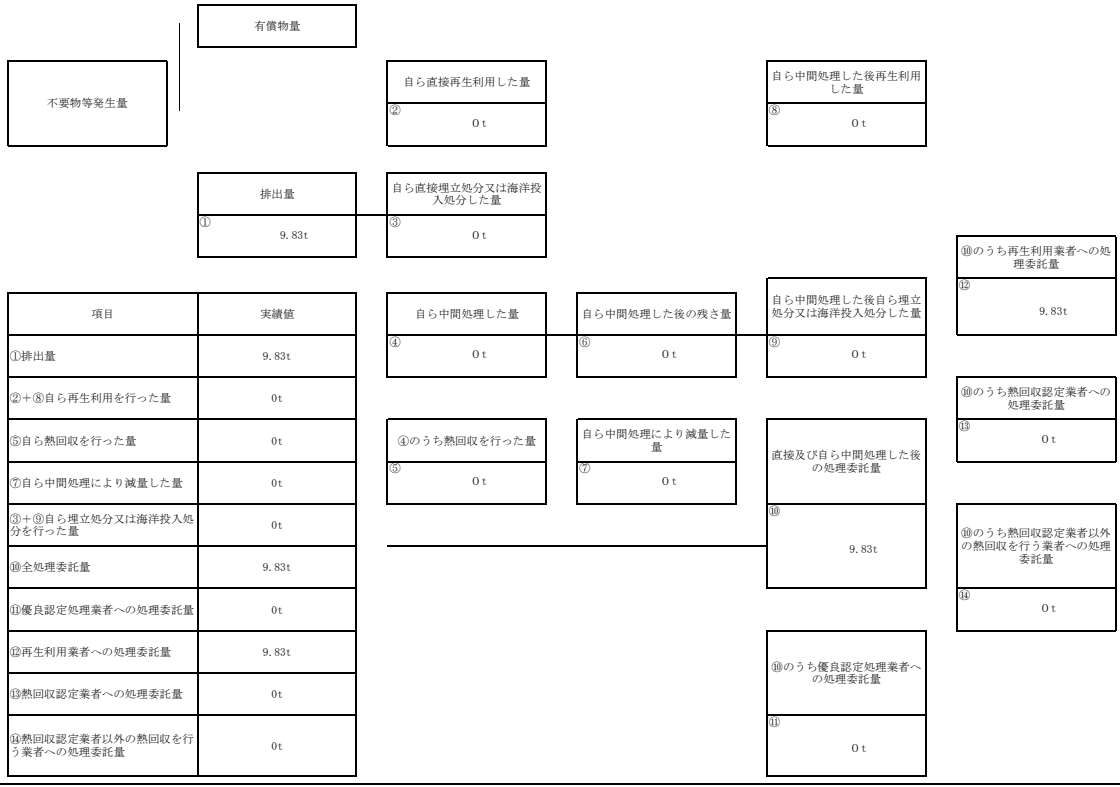 有償物量
不要物等発生量
自ら直接再生利用した量
②
0t
自ら中間処理した後再生利用
した量
⑧
0t
排出量
①
9.83t
自ら直接埋立処分又は海洋投
入処分した量
③
0t
⑩のうち再生利用業者への処
理委託量
⑫
9.83t
項目
実績値
①排出量
9.83t
②+⑧自ら再生利用を行った量
0t
⑤自ら熱回収を行った量
0t
⑦自ら中間処理により減量した量
0t
③+⑨自ら埋立処分又は海洋投入処
分を行った量
0t
⑩全処理委託量
9.83t
⑪優良認定処理業者への処理委託量
0t
⑫再生利用業者への処理委託量
9.83t
⑬熱回収認定業者への処理委託量
0t
⑭熱回収認定業者以外の熱回収を行
う業者への処理委託量
0t
自ら中間処理した量
④
0t
自ら中間処理した後の残さ量
⑥
0t
自ら中間処理した後自ら埋立
処分又は海洋投入処分した量
⑨
0t
④のうち熱回収を行った量
⑤
0t
自ら中間処理により減量した
量
⑦
0t
直接及び自ら中間処理した後
の処理委託量
⑩
9.83t
⑩のうち熱回収認定業者への
処理委託量
⑬
0t
⑩のうち熱回収認定業者以外
の熱回収を行う業者への処理
委託量
⑭
0t
⑩のうち優良認定処理業者へ
の処理委託量
⑪
0t